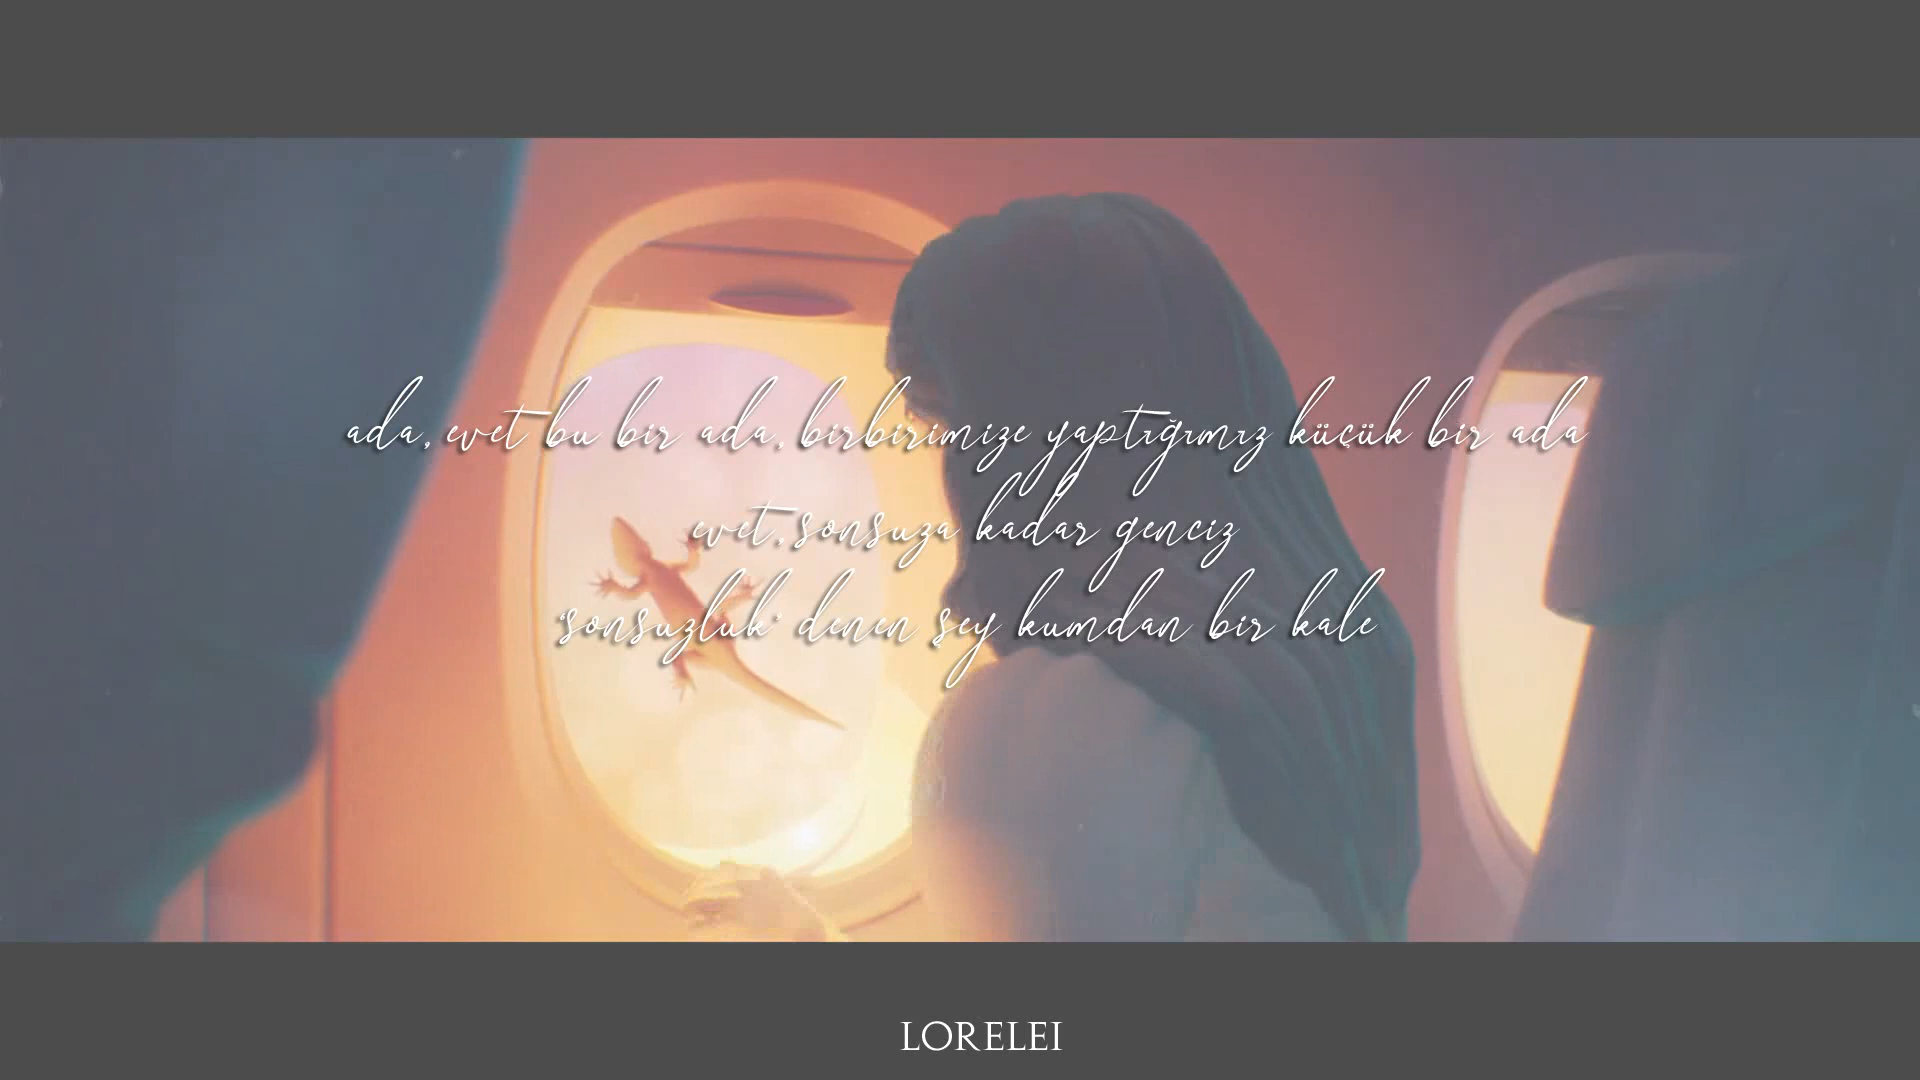 ada, evet bu bir ada, birbirimize yaptığımız küçük bir ada
evet, sonsuza kadar genciz
"sonsuzluk" denen şey kumdan bir kale
LORELEI